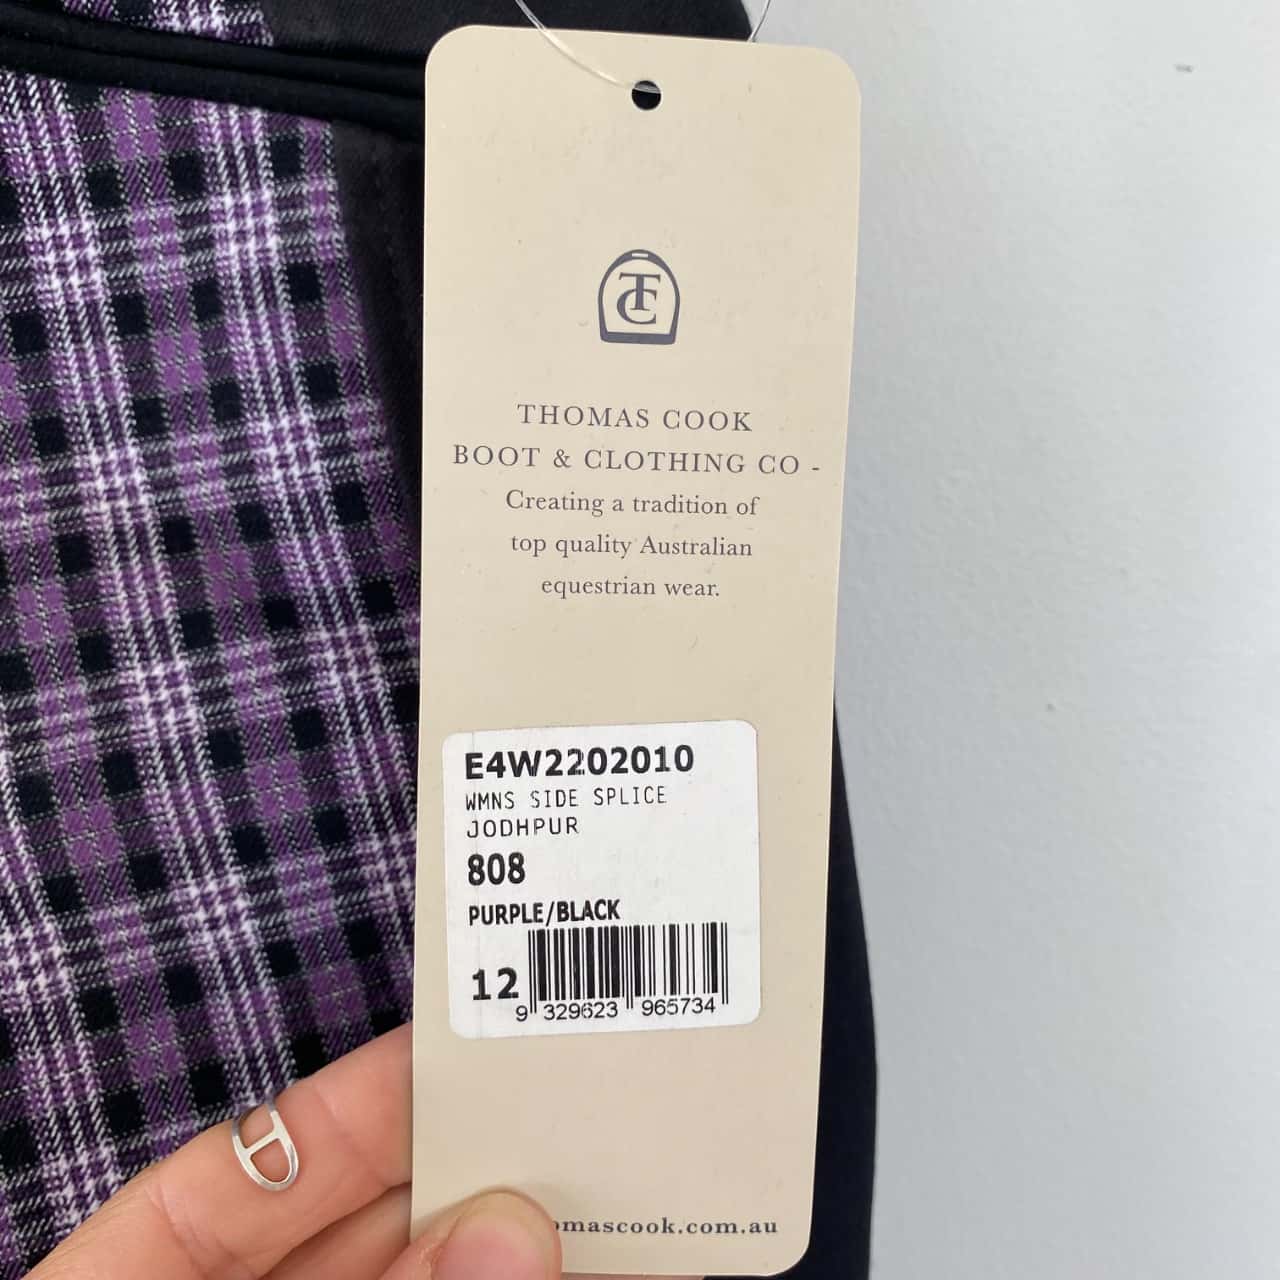 TC
THOMAS COOK
BOOT & CLOTHING CO -
Creating a tradition of
top quality Australian
equestrian wear.
E4W2202010
WMNS SIDE SPLICE
JODHPUR
808
PURPLE/BLACK
12
9 329623 965734
omascook.com.au